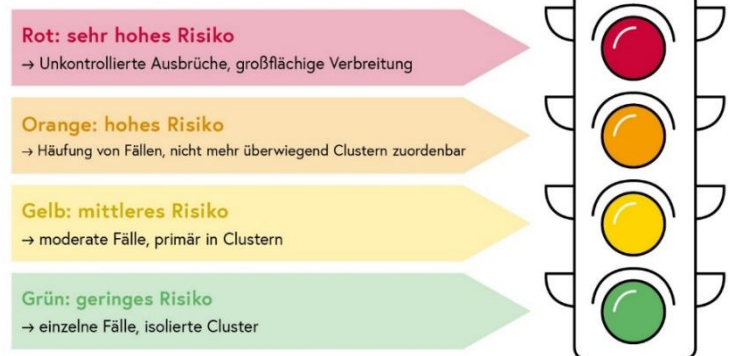 Rot: sehr hohes Risiko
→ Unkontrollierte Ausbrüche, großflächige Verbreitung
Orange: hohes Risiko
→ Häufung von Fällen, nicht mehr überwiegend Clustern zuordenbar
Gelb: mittleres Risiko
→ moderate Fälle, primär in Clustern
Grün: geringes Risiko
→ einzelne Fälle, isolierte Cluster